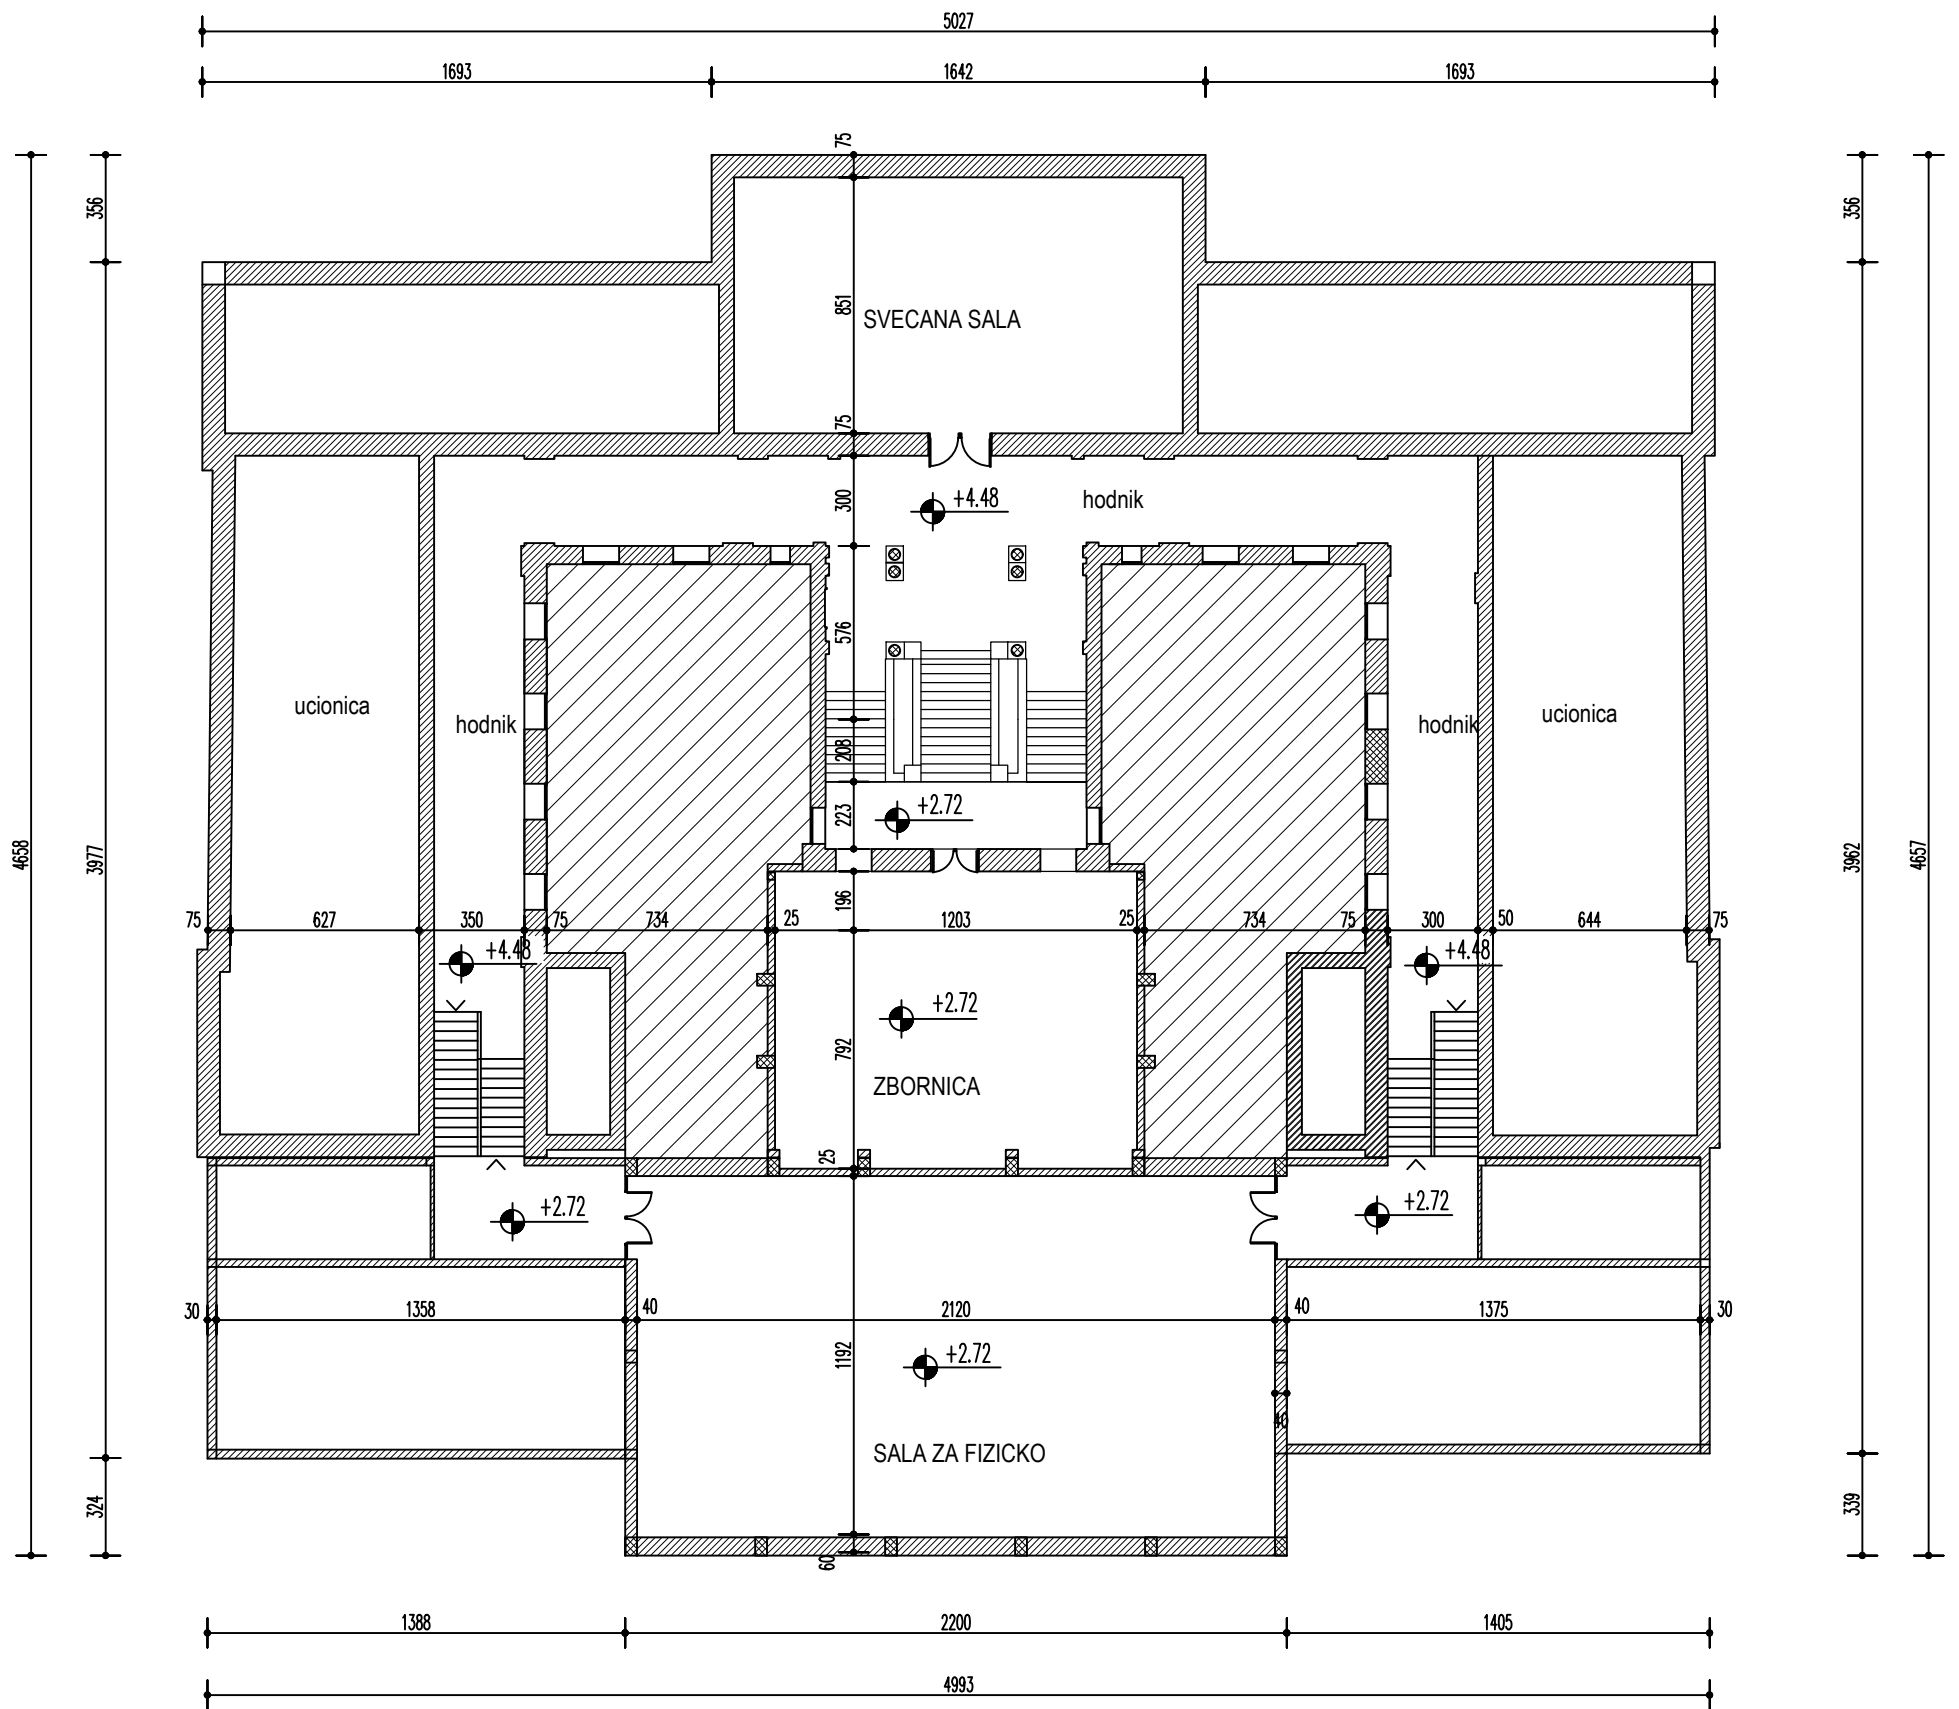 5027
1693 1642 1693
75
356 356
851
SVECANA SALA
75
300
+4.48
hodnik
576
ucionica
hodnik
hodnik
ucionica
208
223
+2.72
4658
3977
3962
4657
196
75 627 350 75 734 25 1203 25 734 75 300 50 644 75
+4.48
+4.48
+2.72
792
ZBORNICA
25
+2.72
+2.72
30 1358 40 2120 40 1375 30
1192
+2.72
40
SALA ZA FIZICKO
324
339
60
1388 2200 1405
4993